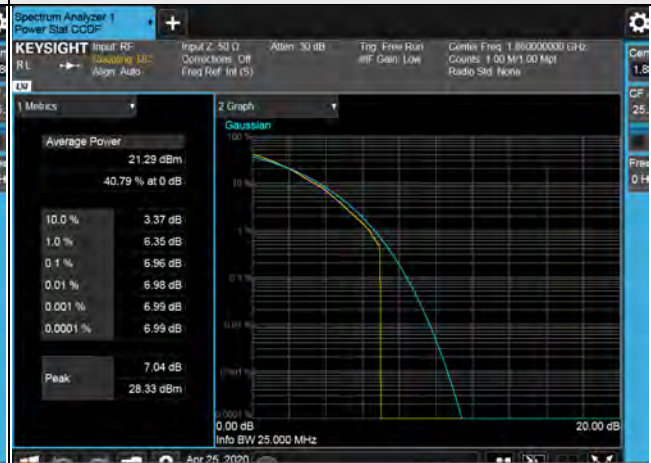 Spectrum Analyzer 1
Power Stat CCDF
+
KEYSIGHT Input: RF Input Z: 50 Ω Atten: 30 dB Trig: Free Run Center Freq: 1.860000000 GHz
RL Coupling: DC Corrections: Off #IF Gain: Low Counts: 1.00 M/1.00 Mpt
Align: Auto Freq Ref: Int (S) Radio Std: None
LW
1 Metrics
2 Graph
Gaussian
Average Power
21.29 dBm
40.79 % at 0 dB
10.0 % 3.37 dB
1.0 % 6.35 dB
0.1 % 6.96 dB
0.01 % 6.98 dB
0.001 % 6.99 dB
0.0001 % 6.99 dB
Peak 7.04 dB
28.33 dBm
100 %
10 %
1 %
0.1 %
0.01 %
0.001 %
0.0001 %
0.00 dB 20.00 dB
Info BW 25.000 MHz
Apr 25, 2020